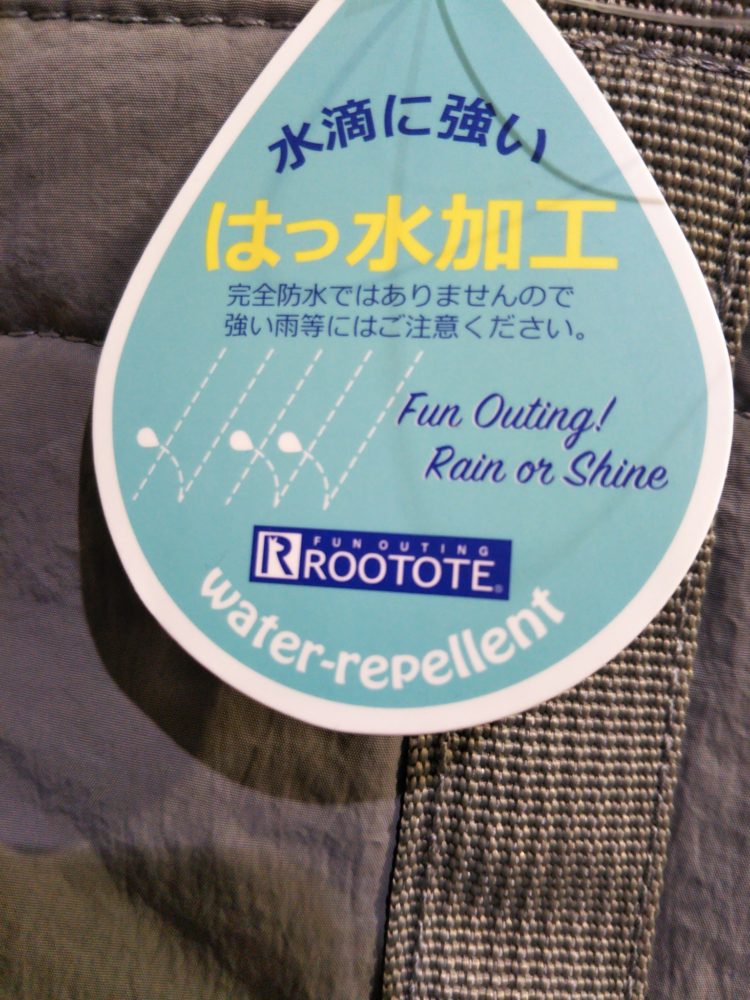 水滴に強い
はっ水加工
完全防水ではありませんので
強い雨等にはご注意ください。
Fun Outing!
Rain or Shine
FUN OUTING
ROOTOTE®
water-repellent